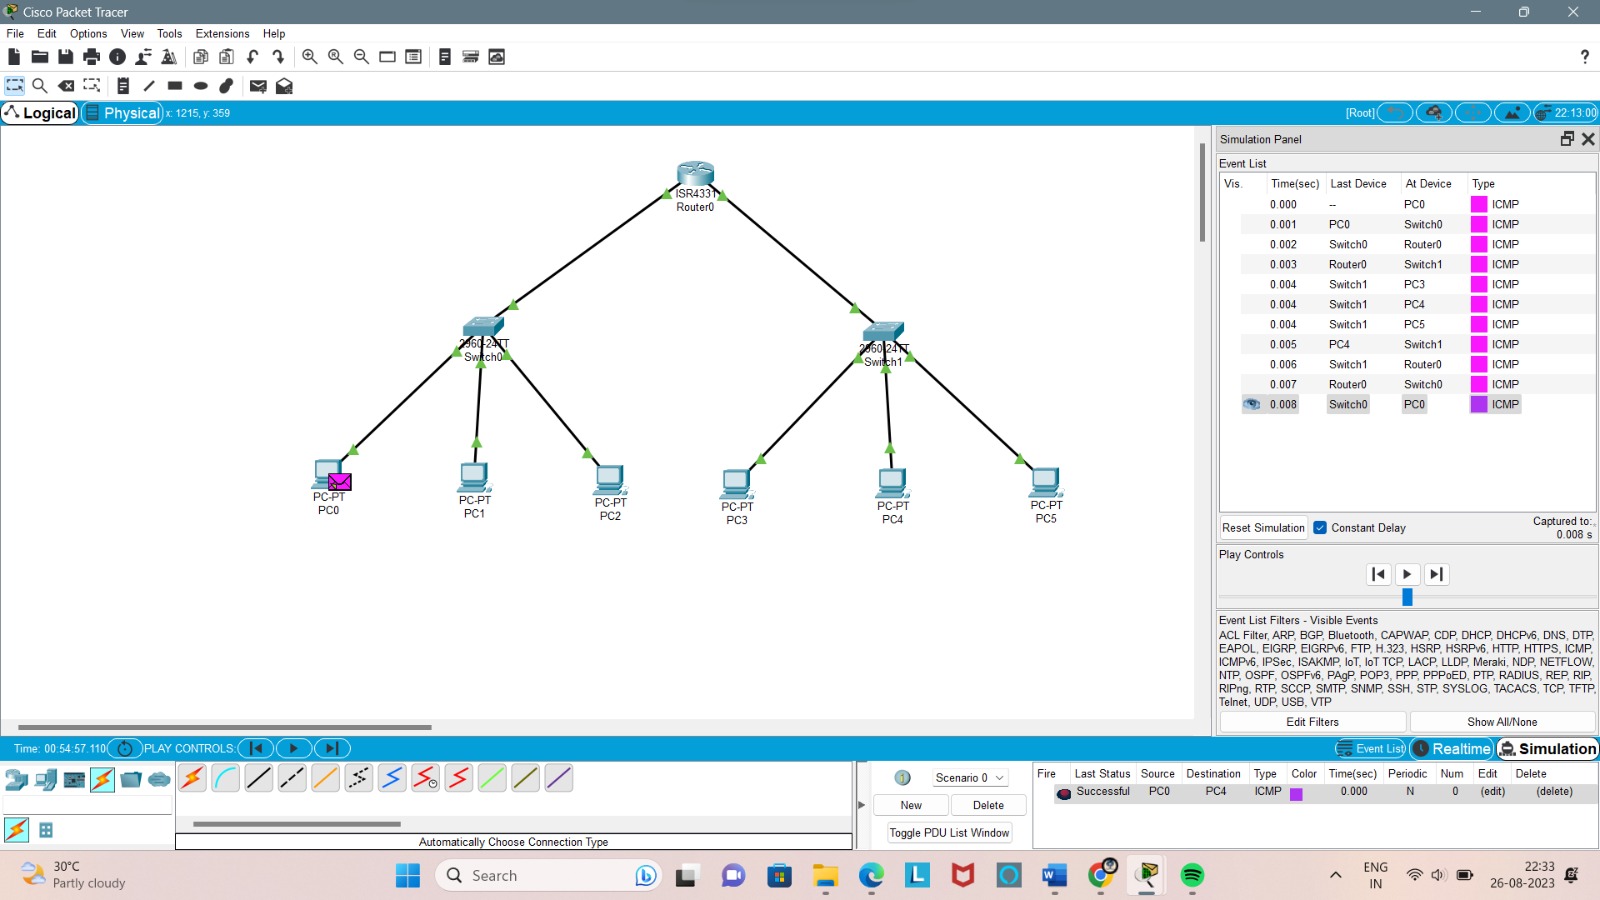 Cisco Packet Tracer
File Edit Options View Tools Extensions Help
?
Logical Physical x: 1215, y: 359 [Root] 22:13:00
ISR4331
Router0
2960-24TT
Switch0
2960-24TT
Switch1
PC-PT
PC0
PC-PT
PC1
PC-PT
PC2
PC-PT
PC3
PC-PT
PC4
PC-PT
PC5
Simulation Panel
Event List
Vis. Time(sec) Last Device At Device Type
0.000 -- PC0 ICMP
0.001 PC0 Switch0 ICMP
0.002 Switch0 Router0 ICMP
0.003 Router0 Switch1 ICMP
0.004 Switch1 PC3 ICMP
0.004 Switch1 PC4 ICMP
0.004 Switch1 PC5 ICMP
0.005 PC4 Switch1 ICMP
0.006 Switch1 Router0 ICMP
0.007 Router0 Switch0 ICMP
0.008 Switch0 PC0 ICMP
Reset Simulation Constant Delay Captured to:
0.008 s
Play Controls
Event List Filters - Visible Events
ACL Filter, ARP, BGP, Bluetooth, CAPWAP, CDP, DHCP, DHCPv6, DNS, DTP,
EAPOL, EIGRP, EIGRPv6, FTP, H.323, HSRP, HSRPv6, HTTP, HTTPS, ICMP,
ICMPv6, IPSec, ISAKMP, IoT, IoT TCP, LACP, LLDP, Meraki, NDP, NETFLOW,
NTP, OSPF, OSPFv6, PAgP, POP3, PPP, PPPoED, PTP, RADIUS, REP, RIP,
RIPng, RTP, SCCP, SMTP, SNMP, SSH, STP, SYSLOG, TACACS, TCP, TFTP,
Telnet, UDP, USB, VTP
Edit Filters Show All/None
Time: 00:54:57.110 PLAY CONTROLS: Event List Realtime Simulation
Automatically Choose Connection Type
Scenario 0
New Delete
Toggle PDU List Window
Fire Last Status Source Destination Type Color Time(sec) Periodic Num Edit Delete
Successful PC0 PC4 ICMP 0.000 N 0 (edit) (delete)
30°C
Partly cloudy
Search
ENG
IN
22:33
26-08-2023